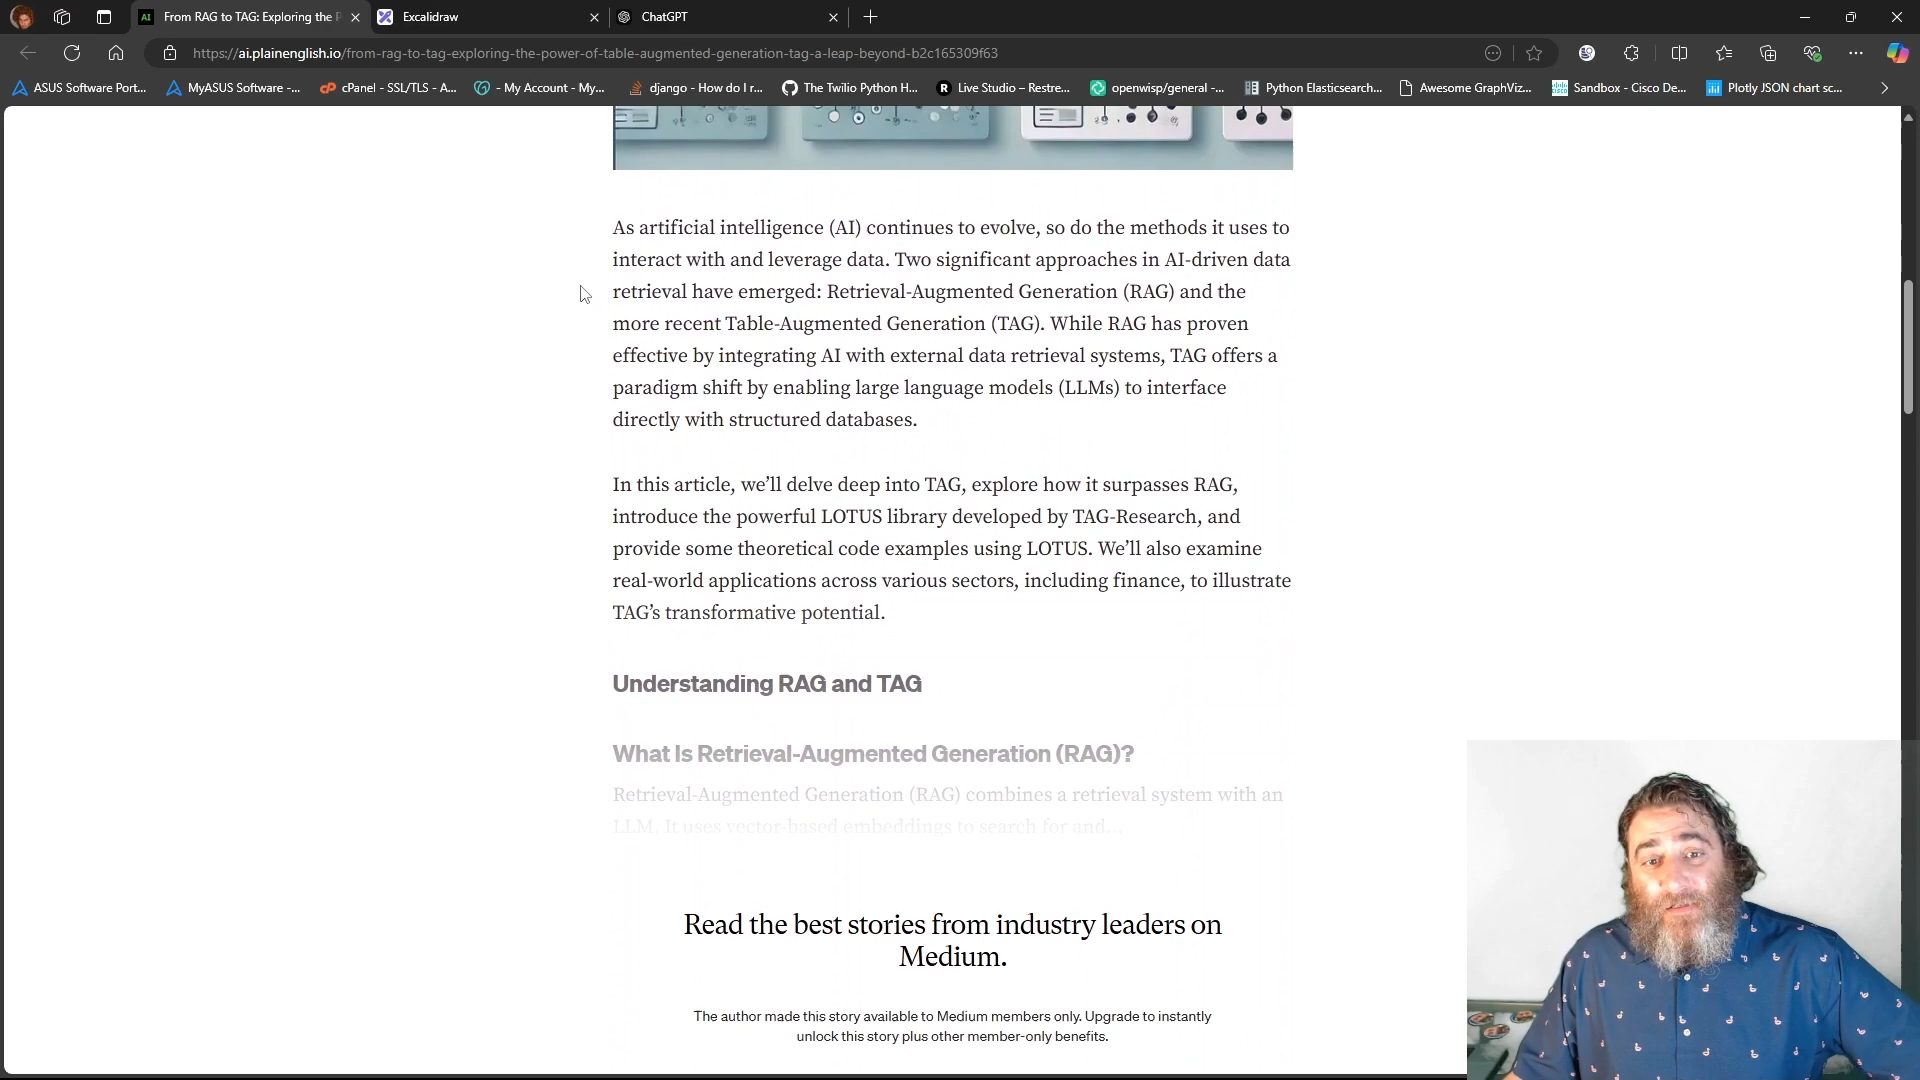 From RAG to TAG: Exploring the P
Excalidraw
ChatGPT
https://ai.plainenglish.io/from-rag-to-tag-exploring-the-power-of-table-augmented-generation-tag-a-leap-beyond-b2c165309f63
ASUS Software Port...
MyASUS Software -...
cPanel - SSL/TLS - A...
- My Account - My...
django - How do I r...
The Twilio Python H...
Live Studio – Restre...
openwisp/general -...
Python Elasticsearch...
Awesome GraphViz...
Sandbox - Cisco De...
Plotly JSON chart sc...
As artificial intelligence (AI) continues to evolve, so do the methods it uses to
interact with and leverage data. Two significant approaches in AI-driven data
retrieval have emerged: Retrieval-Augmented Generation (RAG) and the
more recent Table-Augmented Generation (TAG). While RAG has proven
effective by integrating AI with external data retrieval systems, TAG offers a
paradigm shift by enabling large language models (LLMs) to interface
directly with structured databases.
In this article, we’ll delve deep into TAG, explore how it surpasses RAG,
introduce the powerful LOTUS library developed by TAG-Research, and
provide some theoretical code examples using LOTUS. We’ll also examine
real-world applications across various sectors, including finance, to illustrate
TAG’s transformative potential.
Understanding RAG and TAG
What Is Retrieval-Augmented Generation (RAG)?
Retrieval-Augmented Generation (RAG) combines a retrieval system with an
LLM. It uses vector-based embeddings to search for and...
Read the best stories from industry leaders on
Medium.
The author made this story available to Medium members only. Upgrade to instantly
unlock this story plus other member-only benefits.